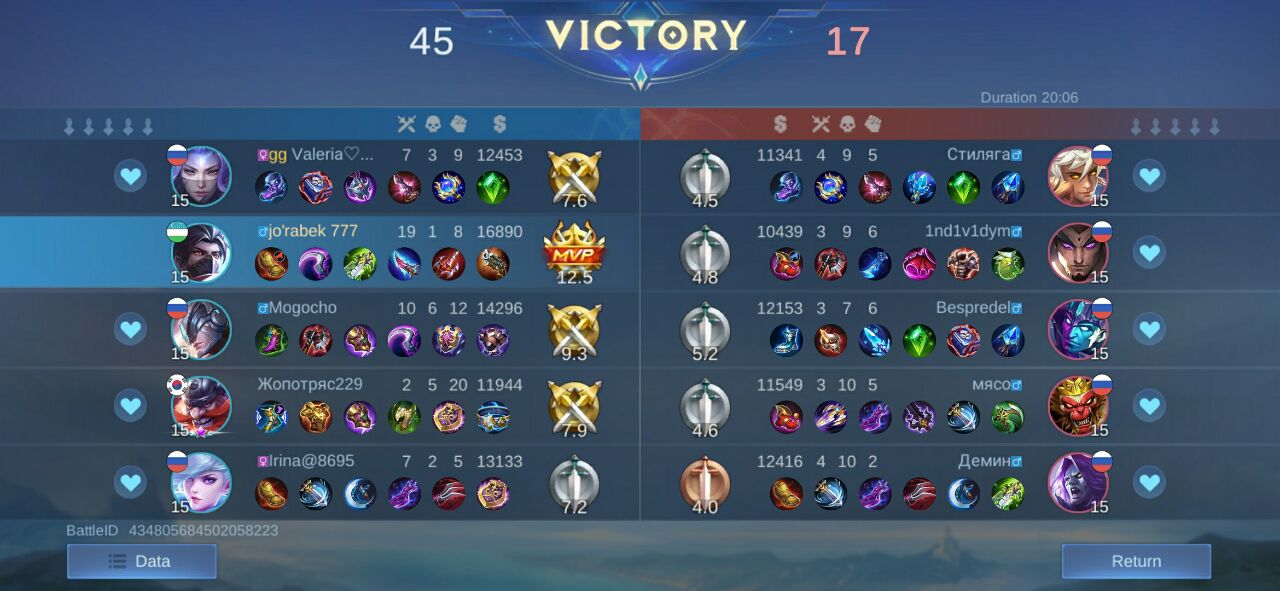 45 VICTORY 17
Duration 20:06
gg Valeria♡... 7 3 9 12453 7.6 15
4.5 11341 4 9 5 Стиляга 15
jo'rabek 777 19 1 8 16890 MVP 12.5 15
4.8 10439 3 9 6 1nd1v1dym 15
Mogocho 10 6 12 14296 9.3 15
5.2 12153 3 7 6 Bespredel 15
Жопотряс229 2 5 20 11944 7.9 15
4.6 11549 3 10 5 мясо 15
Irina@8695 7 2 5 13133 7.2 15
4.0 12416 4 10 2 Демин 15
BattleID 434805684502058223
Data
Return